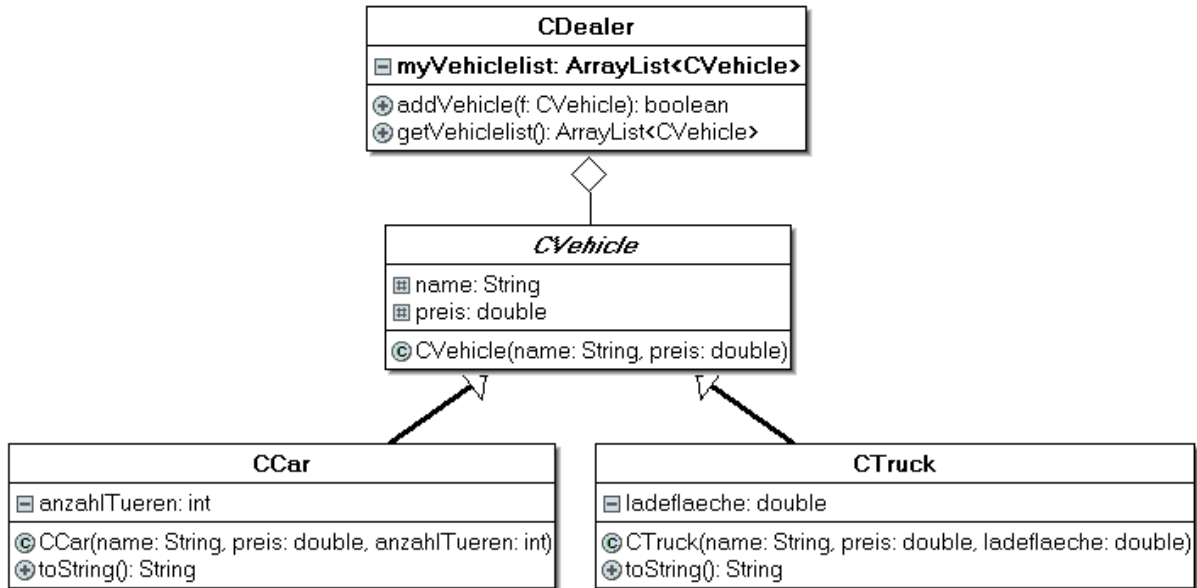 CDealer
myVehiclelist: ArrayList<CVehicle>
addVehicle(f: CVehicle): boolean
getVehiclelist(): ArrayList<CVehicle>
CVehicle
name: String
preis: double
CVehicle(name: String, preis: double)
CCar
anzahlTueren: int
CCar(name: String, preis: double, anzahlTueren: int)
toString(): String
CTruck
ladeflaeche: double
CTruck(name: String, preis: double, ladeflaeche: double)
toString(): String